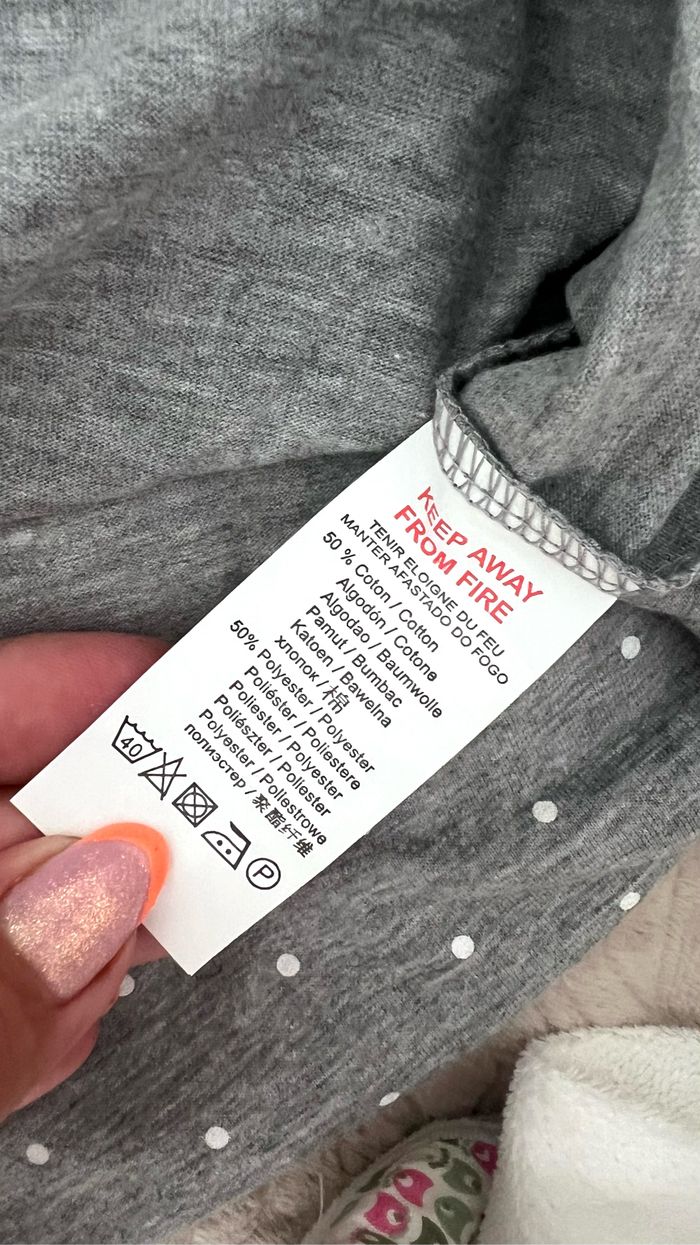 KEEP AWAY
FROM FIRE
TENIR ELOIGNE DU FEU
MANTER AFASTADO DO FOGO
50 % Coton / Cotton
Algodón / Cotone
Algodao / Baumwolle
Pamut / Bumbac
Katoen / Bawełna
хлопок / 棉
50% Polyester / Polyester
Poliéster / Poliestere
Poliester / Polyester
Poliészter / Poliester
Polyester / Poliestrowe
полиэстер / 聚酯纤维
40
P